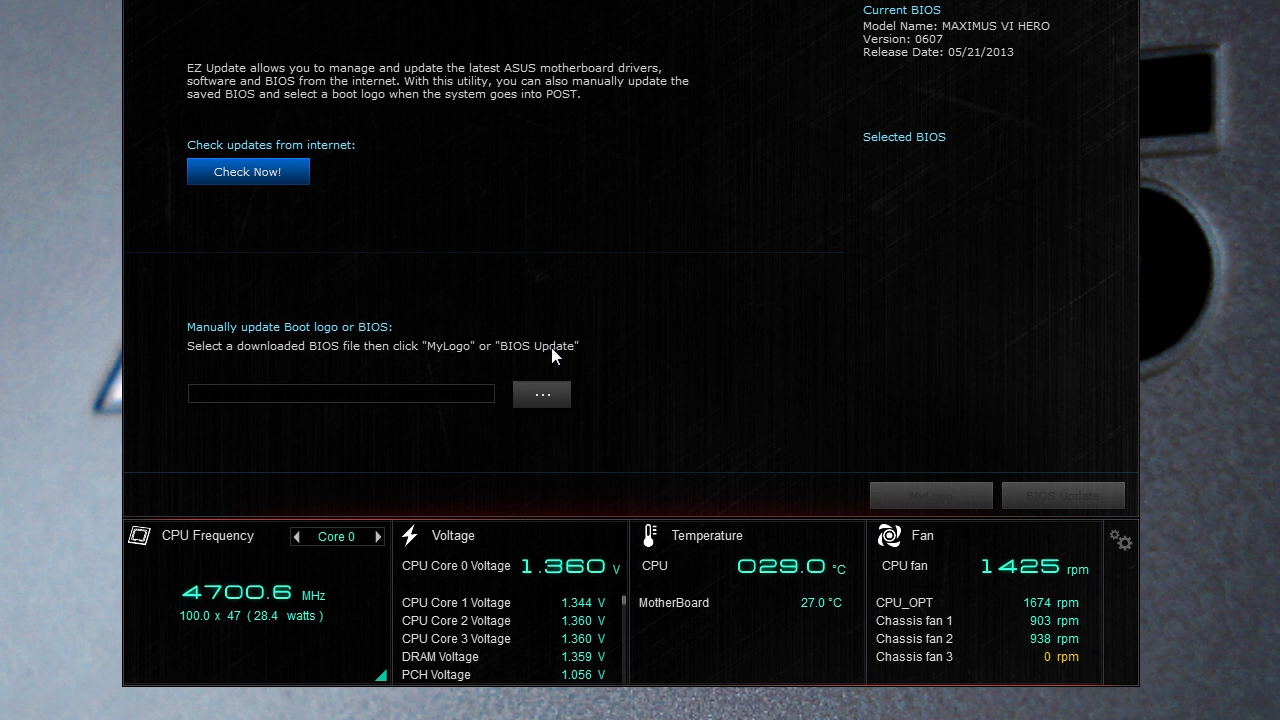 Current BIOS
Model Name: MAXIMUS VI HERO
Version: 0607
Release Date: 05/21/2013
EZ Update allows you to manage and update the latest ASUS motherboard drivers,
software and BIOS from the internet. With this utility, you can also manually update the
saved BIOS and select a boot logo when the system goes into POST.
Check updates from internet:
Selected BIOS
Check Now!
Manually update Boot logo or BIOS:
Select a downloaded BIOS file then click "MyLogo" or "BIOS Update"
...
MyLogo
BIOS Update
CPU Frequency
Core 0
4700.6 MHz
100.0 x 47 ( 28.4 watts )
Voltage
CPU Core 0 Voltage 1.360 V
CPU Core 1 Voltage 1.344 V
CPU Core 2 Voltage 1.360 V
CPU Core 3 Voltage 1.360 V
DRAM Voltage 1.359 V
PCH Voltage 1.056 V
Temperature
CPU 029.0 °C
MotherBoard 27.0 °C
Fan
CPU fan 1425 rpm
CPU_OPT 1674 rpm
Chassis fan 1 903 rpm
Chassis fan 2 938 rpm
Chassis fan 3 0 rpm